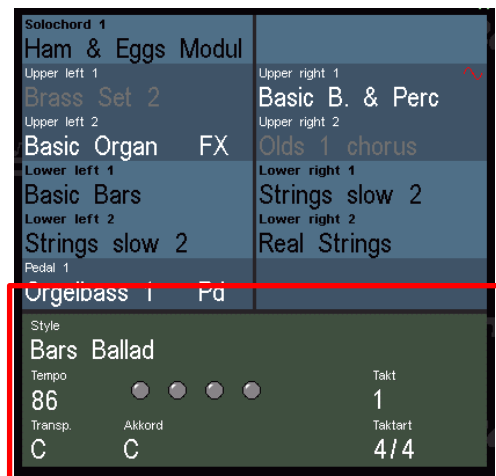 Solochord 1
Ham & Eggs Modul
Upper left 1
Upper right 1
Brass Set 2
Basic B. & Perc
Upper left 2
Upper right 2
Basic Organ FX
Olds 1 chorus
Lower left 1
Lower right 1
Basic Bars
Strings slow 2
Lower left 2
Lower right 2
Strings slow 2
Real Strings
Pedal 1
Orgelbass 1 Pd
Style
Bars Ballad
Tempo
Takt
86
1
Transp.
Akkord
Taktart
C
C
4/4